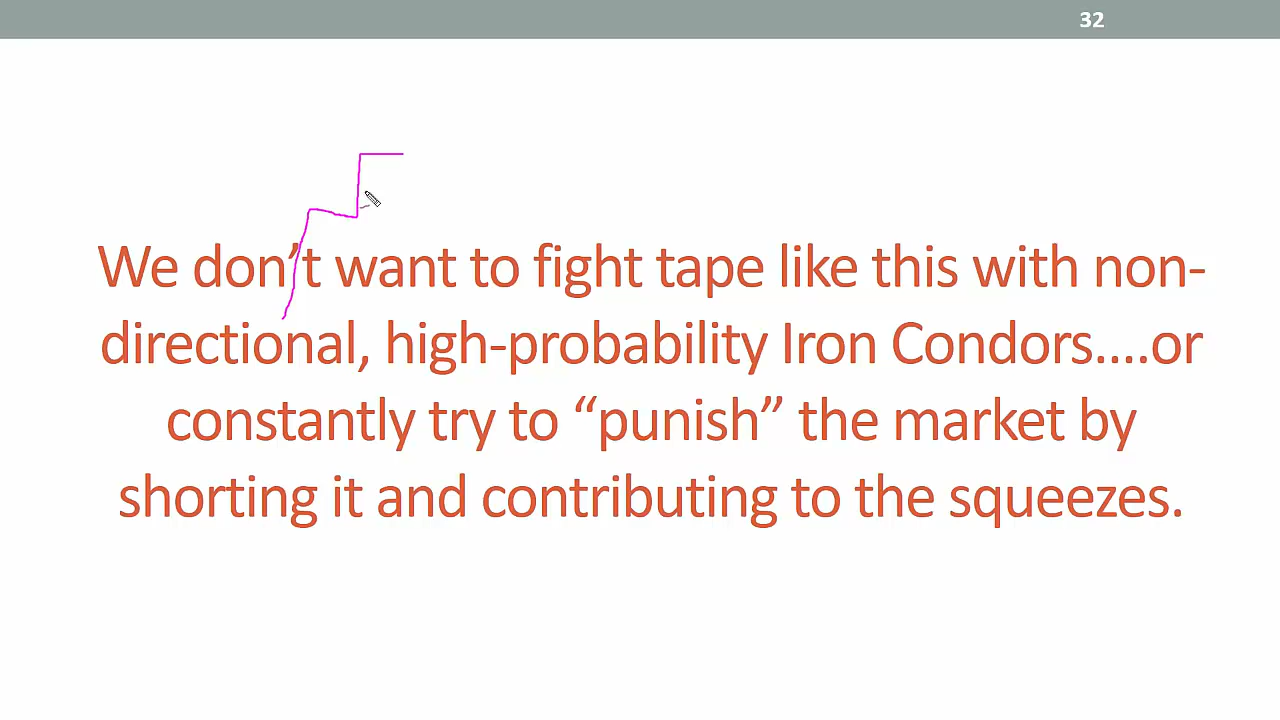 32
We don’t want to fight tape like this with non-
directional, high-probability Iron Condors....or
constantly try to “punish” the market by
shorting it and contributing to the squeezes.